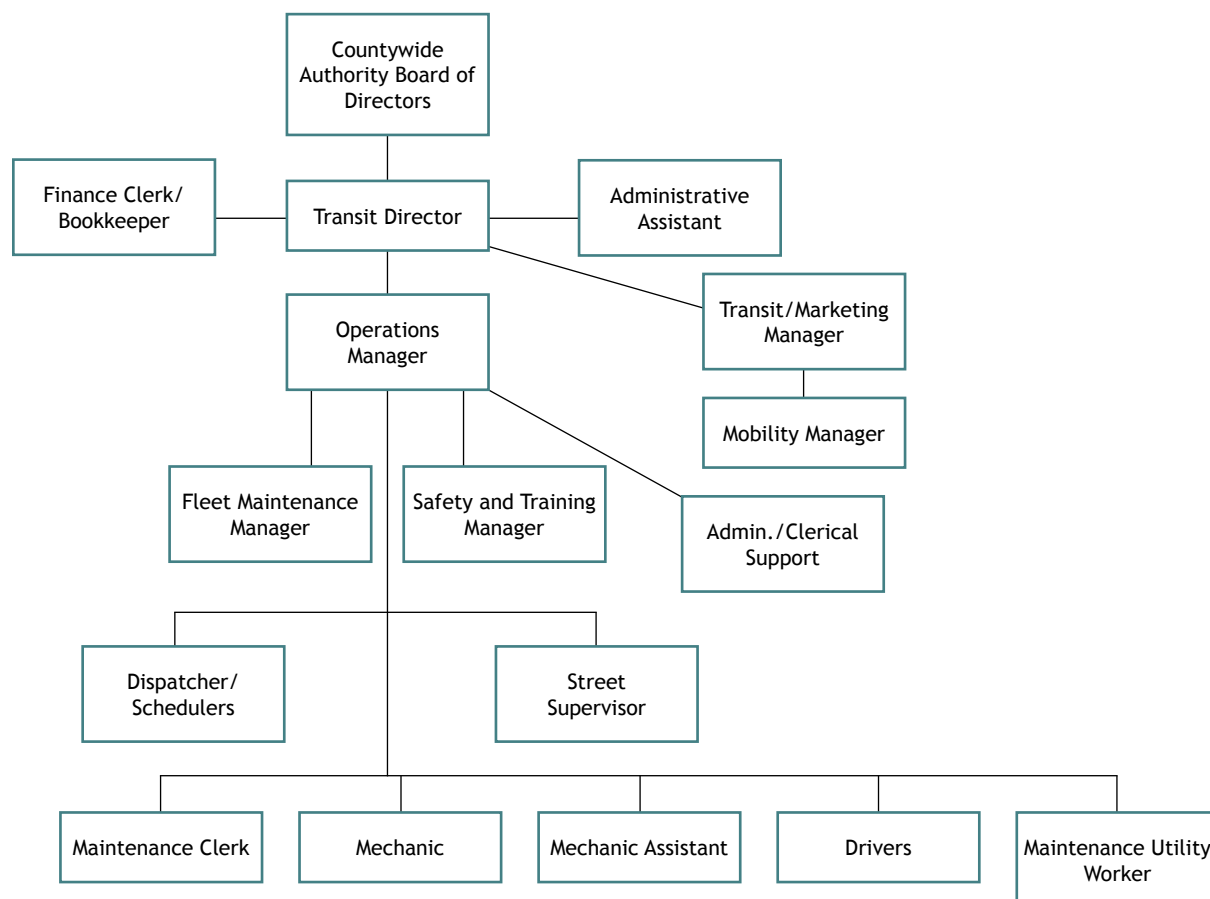 Countywide
Authority Board of
Directors
Finance Clerk/
Bookkeeper
Transit Director
Administrative
Assistant
Transit/Marketing
Manager
Operations
Manager
Mobility Manager
Fleet Maintenance
Manager
Safety and Training
Manager
Admin./Clerical
Support
Dispatcher/
Schedulers
Street
Supervisor
Maintenance Clerk
Mechanic
Mechanic Assistant
Drivers
Maintenance Utility
Worker